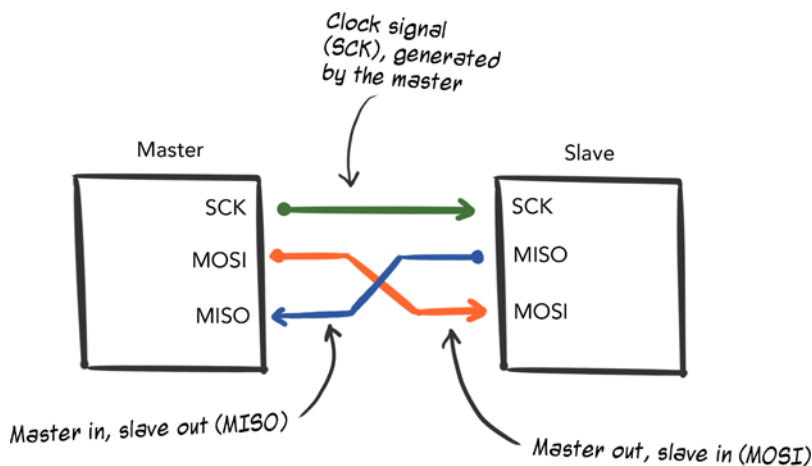 Clock signal
(SCK), generated
by the master
Master
Slave
SCK
SCK
MOSI
MISO
MISO
MOSI
Master in, slave out (MISO)
Master out, slave in (MOSI)